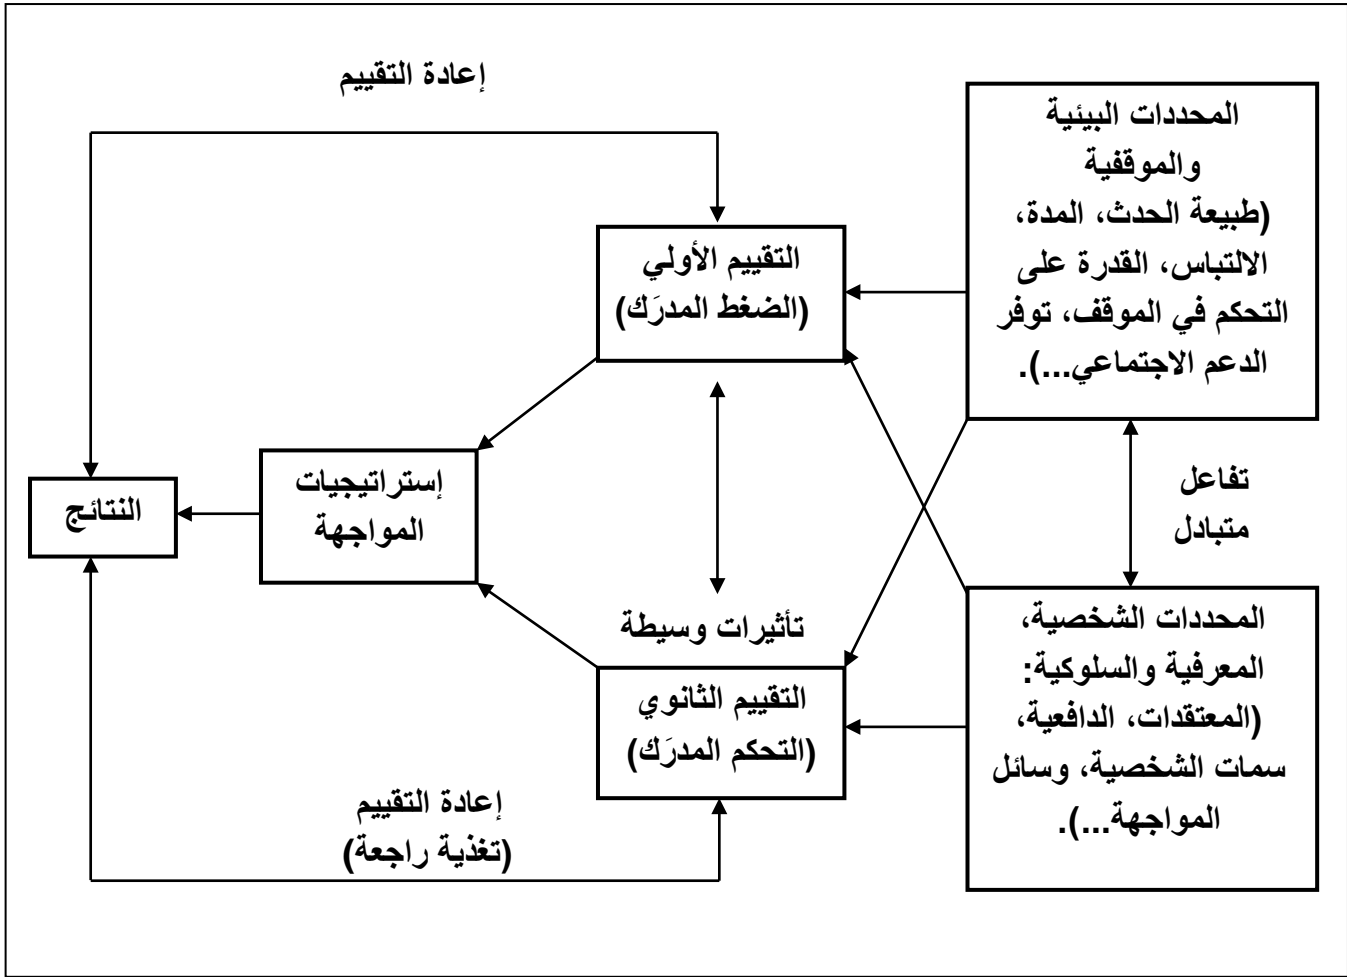 إعادة التقييم
المحددات البيئية
والموقفية
(طبيعة الحدث، المدة،
الالتباس، القدرة على
التحكم في الموقف، توفر
الدعم الاجتماعي...).
التقييم الأولي
(الضغط المدرَك)
تفاعل
متبادل
إستراتيجيات
المواجهة
النتائج
تأثيرات وسيطة
المحددات الشخصية،
المعرفية والسلوكية:
(المعتقدات، الدافعية،
سمات الشخصية، وسائل
المواجهة...).
التقييم الثانوي
(التحكم المدرَك)
إعادة التقييم
(تغذية راجعة)